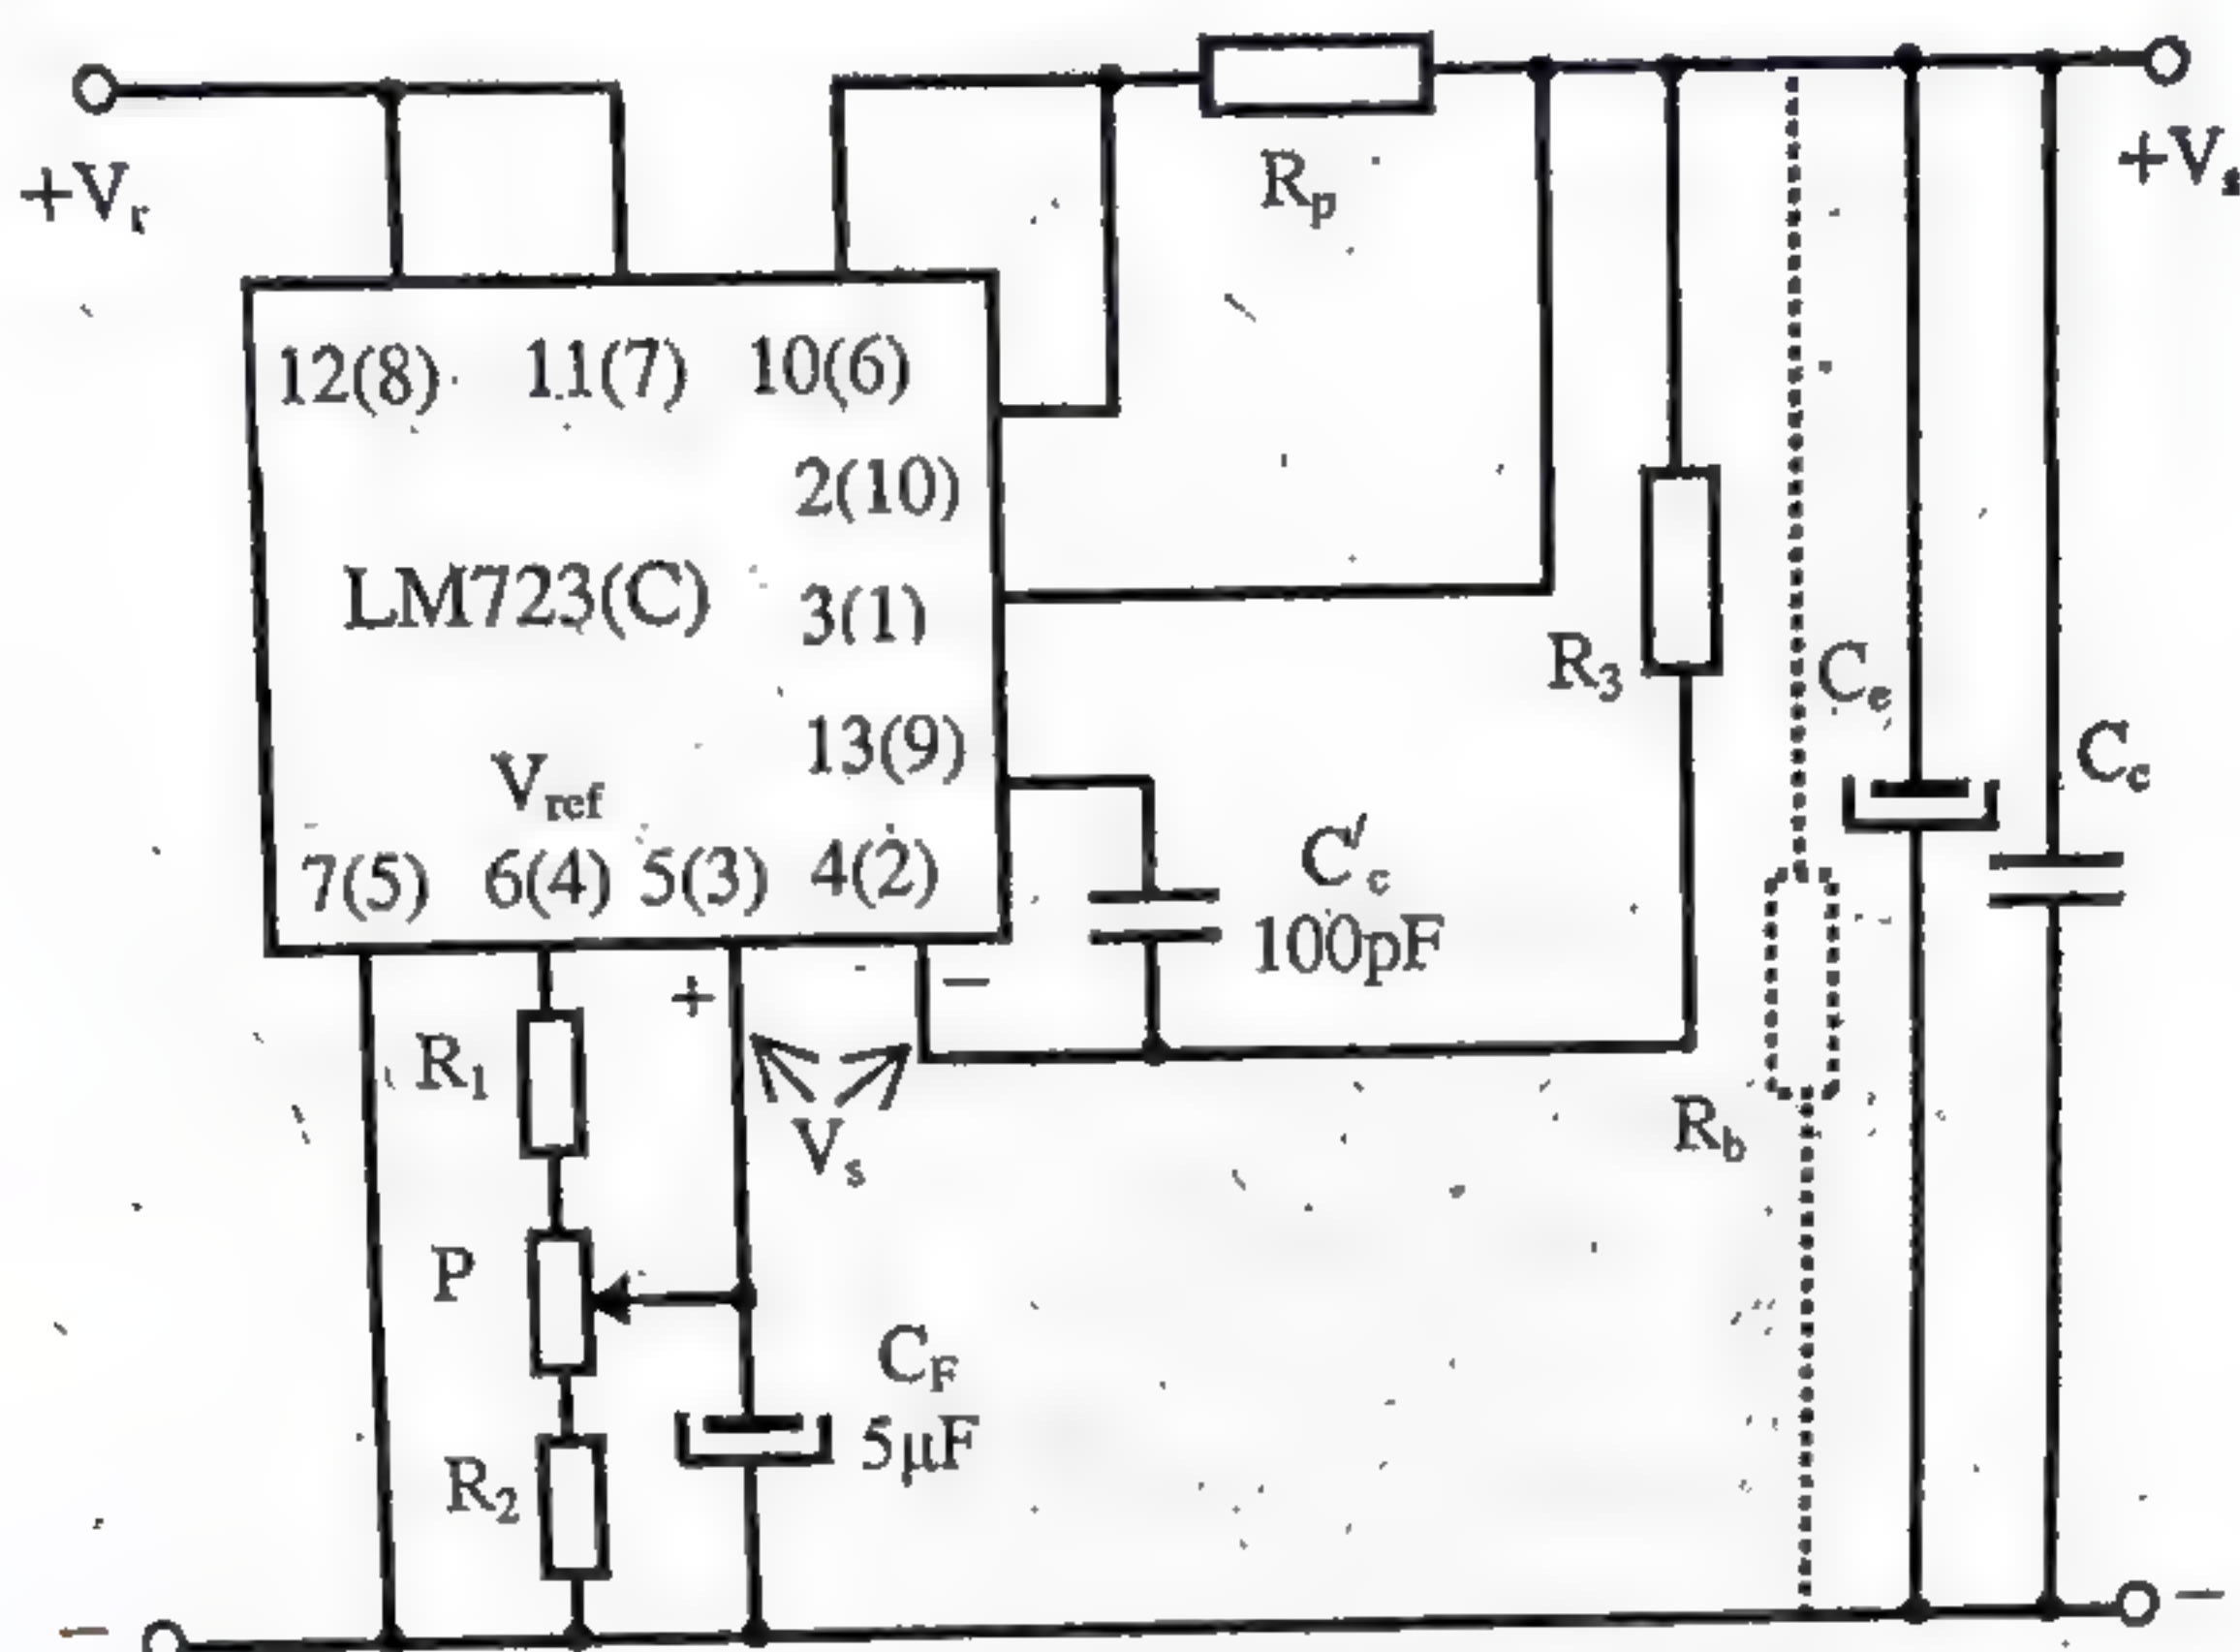 +Vr
Rp
12(8) 11(7) 10(6)
2(10)
LM723(C) 3(1)
13(9)
Vref
7(5) 6(4) 5(3) 4(2)
R3
Ce
Cc
C'c
100pF
+
−
R1
Vs
Rb
P
CF
5μF
R2
−
−